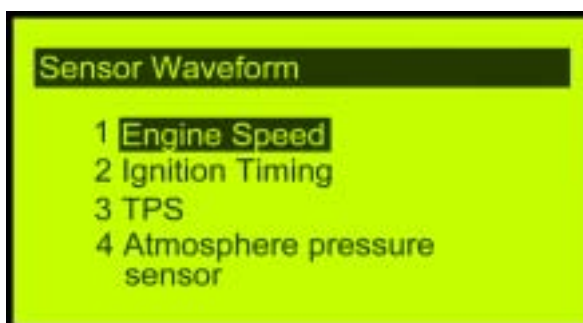 Sensor Waveform
1 Engine Speed
2 Ignition Timing
3 TPS
4 Atmosphere pressure
sensor